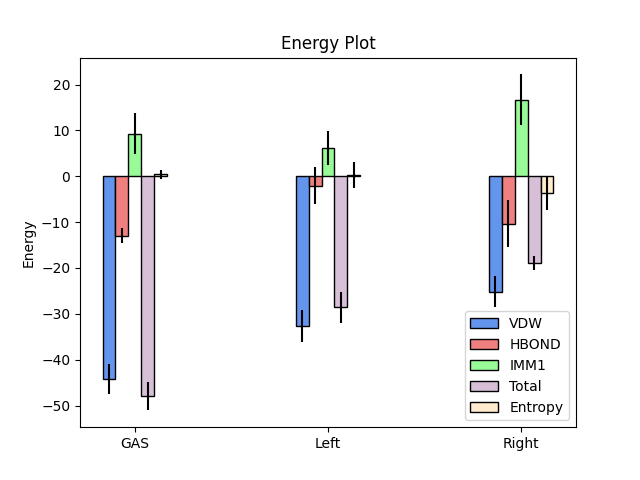 Energy Plot
20
10
0
−10
−20
−30
−40
−50
Energy
GAS
Left
Right
VDW
HBOND
IMM1
Total
Entropy